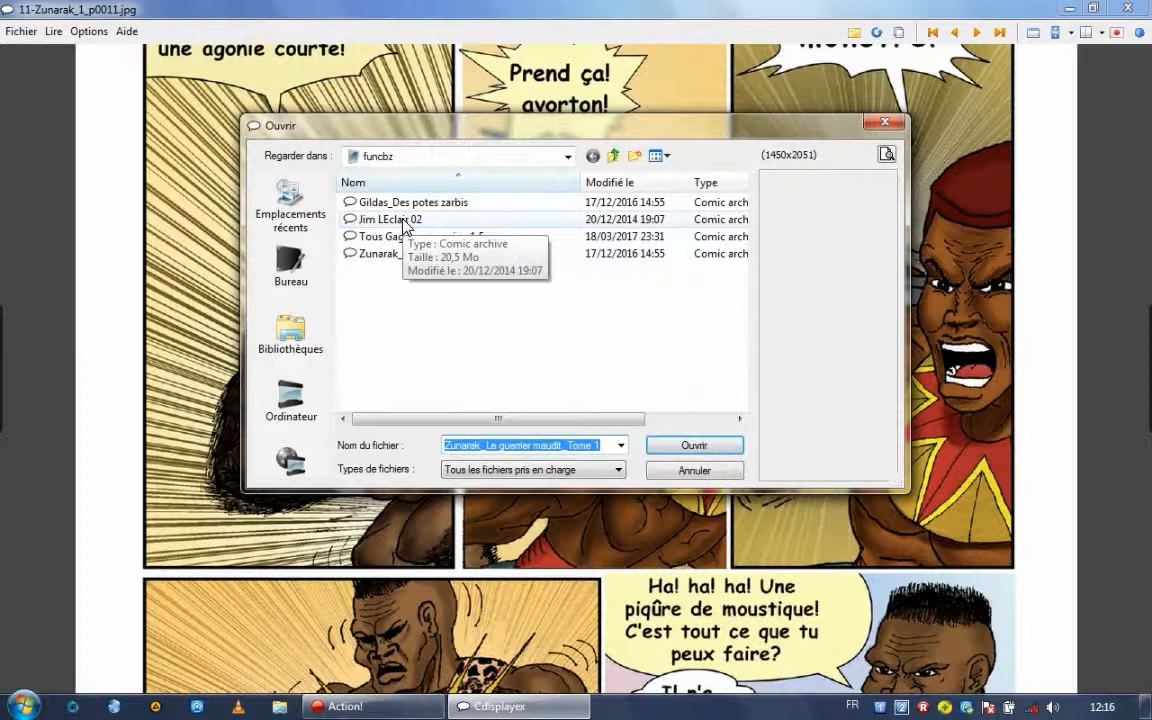 11-Zunarak_1_p0011.jpg
Fichier Lire Options Aide
une agonie courte!
Prend ça!
avorton!
Ouvrir
Regarder dans :
funcbz
(1450x2051)
Nom Modifié le Type
Gildas_Des potes zarbis 17/12/2016 14:55 Comic arch
Jim LEclair 02 20/12/2014 19:07 Comic arch
Tous Gag 18/03/2017 23:31 Comic arch
Zunarak_ 17/12/2016 14:55 Comic arch
Type : Comic archive
Taille : 20,5 Mo
Modifié le : 20/12/2014 19:07
Emplacements
récents
Bureau
Bibliothèques
Ordinateur
Nom du fichier : Zunarak_Le guerrier maudit_Tome 1 Ouvrir
Types de fichiers : Tous les fichiers pris en charge Annuler
Ha! ha! ha! Une
piqûre de moustique!
C'est tout ce que tu
peux faire?
Il n'a
Action! Cdisplayex FR 12:16